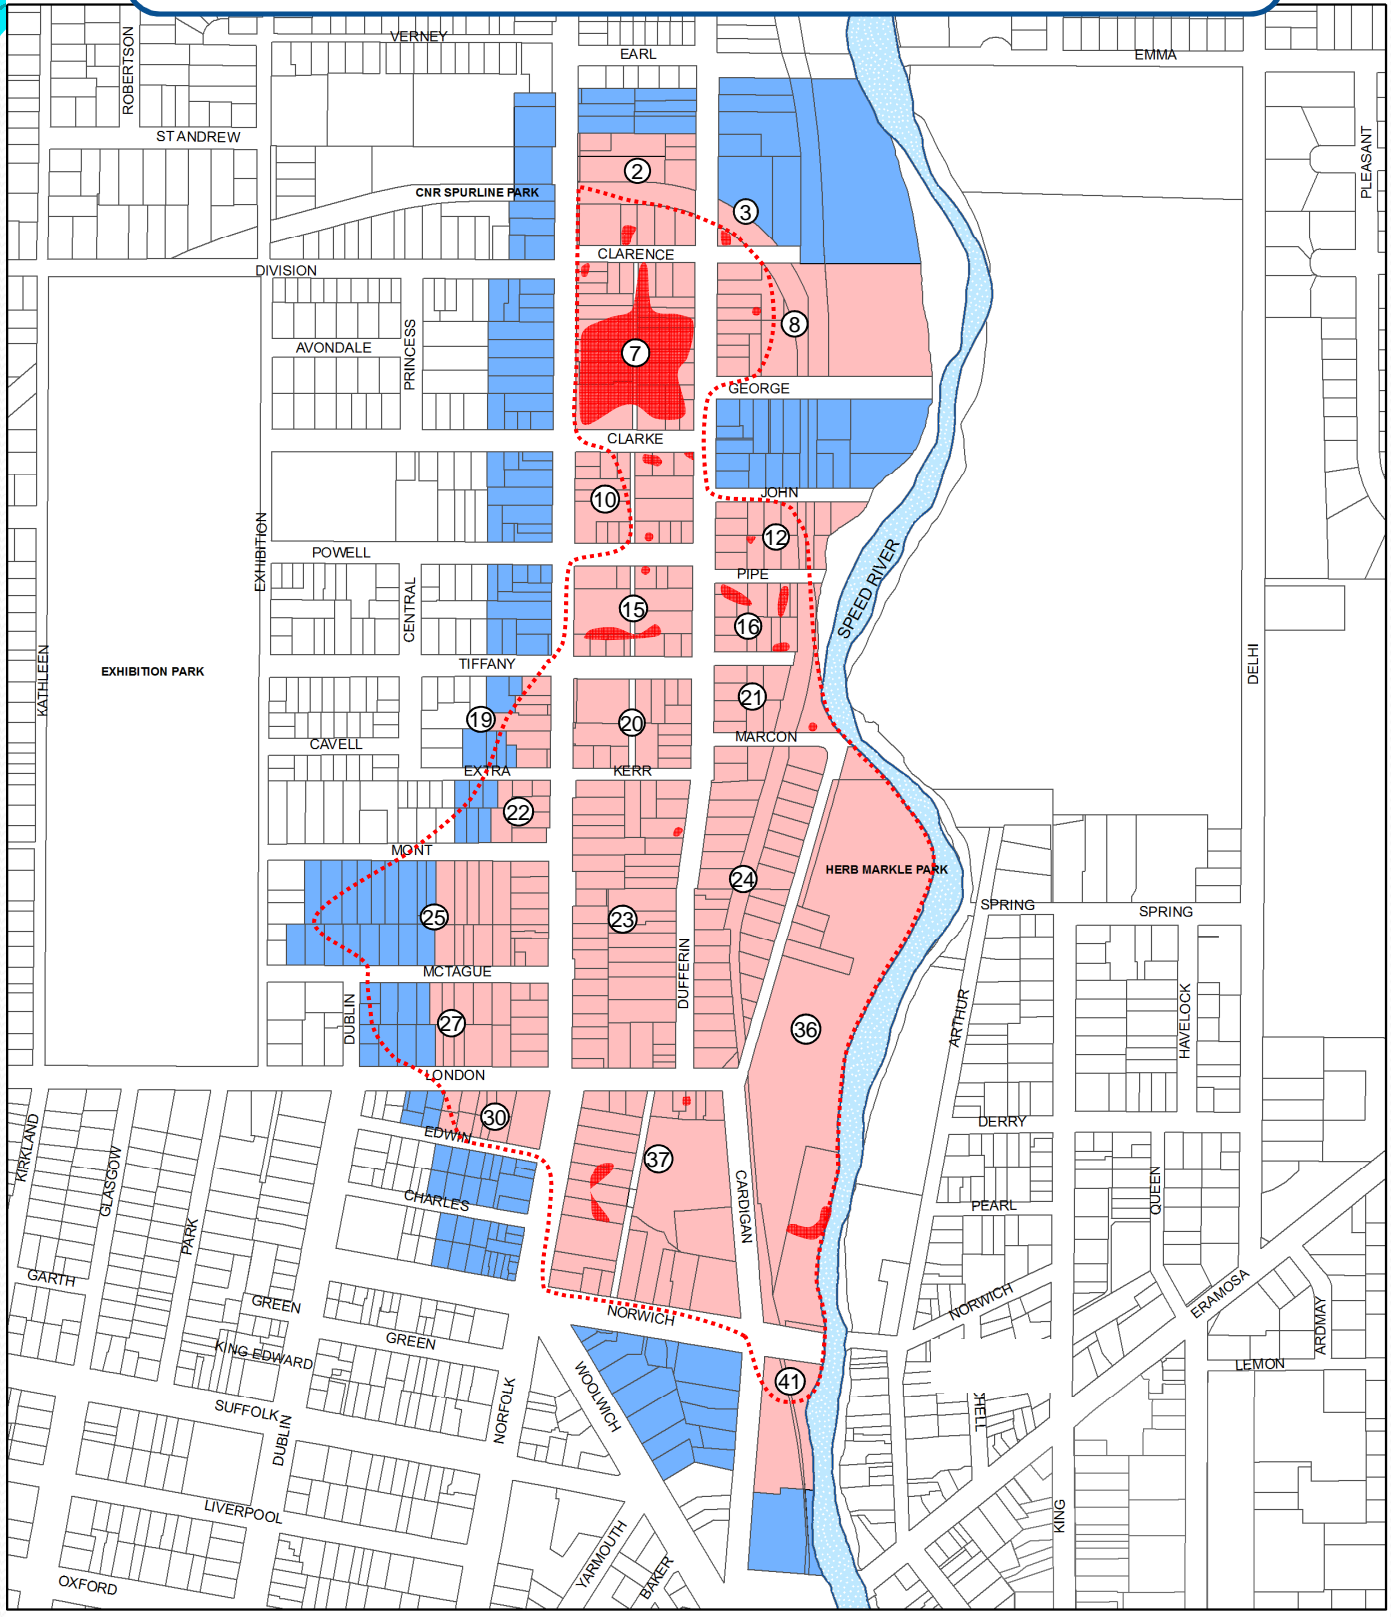 VERNEY
EARL
EMMA
ROBERTSON
ST ANDREW
PLEASANT
2
CNR SPURLINE PARK
3
CLARENCE
DIVISION
8
AVONDALE
PRINCESS
7
GEORGE
CLARKE
JOHN
10
12
EXHIBITION
POWELL
PIPE
SPEED RIVER
CENTRAL
15
16
TIFFANY
KATHLEEN
EXHIBITION PARK
DELHI
21
19
20
MARCON
CAVELL
EXTRA
KERR
22
MONT
HERB MARKLE PARK
24
SPRING
SPRING
25
23
MCTAGUE
DUFFERIN
DUBLIN
27
36
ARTHUR
HAVELOCK
LONDON
30
DERRY
EDWIN
KIRKLAND
GLASGOW
37
CHARLES
CARDIGAN
QUEEN
PEARL
PARK
GARTH
GREEN
NORWICH
NORWICH
ERAMOSA
ARDMAY
GREEN
KING EDWARD
LEMON
41
WOOLWICH
NORFOLK
SUFFOLK
DUBLIN
HELL
LIVERPOOL
KING
YARMOUTH
BAKER
OXFORD